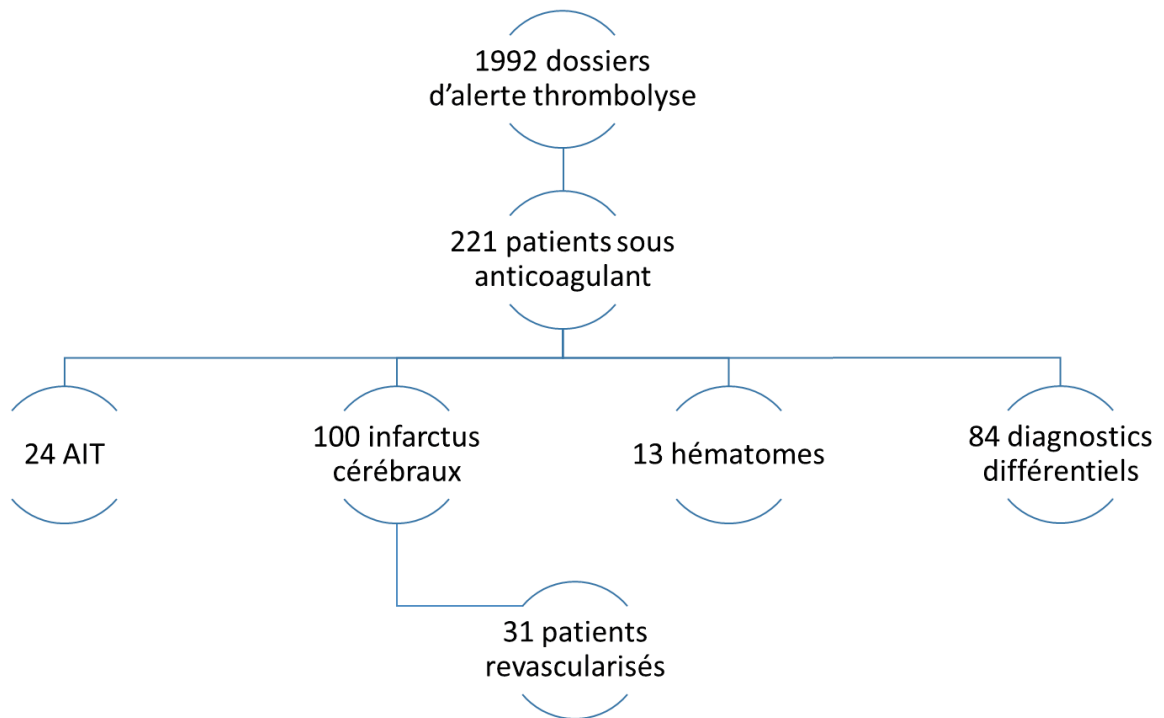 1992 dossiers
d'alerte thrombolyse
221 patients sous
anticoagulant
24 AIT
100 infarctus
cérébraux
13 hématomes
84 diagnostics
différentiels
31 patients
revascularisés